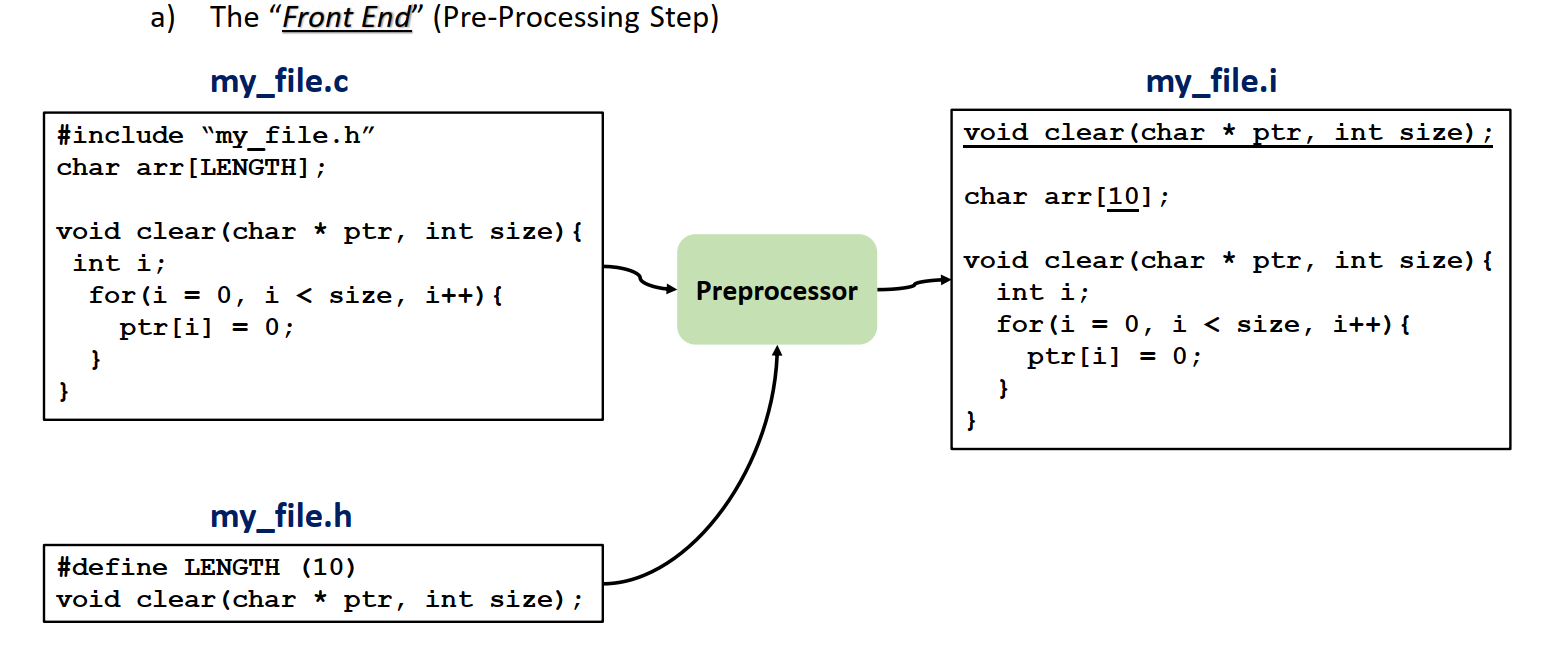 a) The “Front End” (Pre-Processing Step)
my_file.c
#include “my_file.h”
char arr[LENGTH];
void clear(char * ptr, int size){
int i;
for(i = 0, i < size, i++){
ptr[i] = 0;
}
}
my_file.h
#define LENGTH (10)
void clear(char * ptr, int size);
Preprocessor
my_file.i
void clear(char * ptr, int size);
char arr[10];
void clear(char * ptr, int size){
int i;
for(i = 0, i < size, i++){
ptr[i] = 0;
}
}